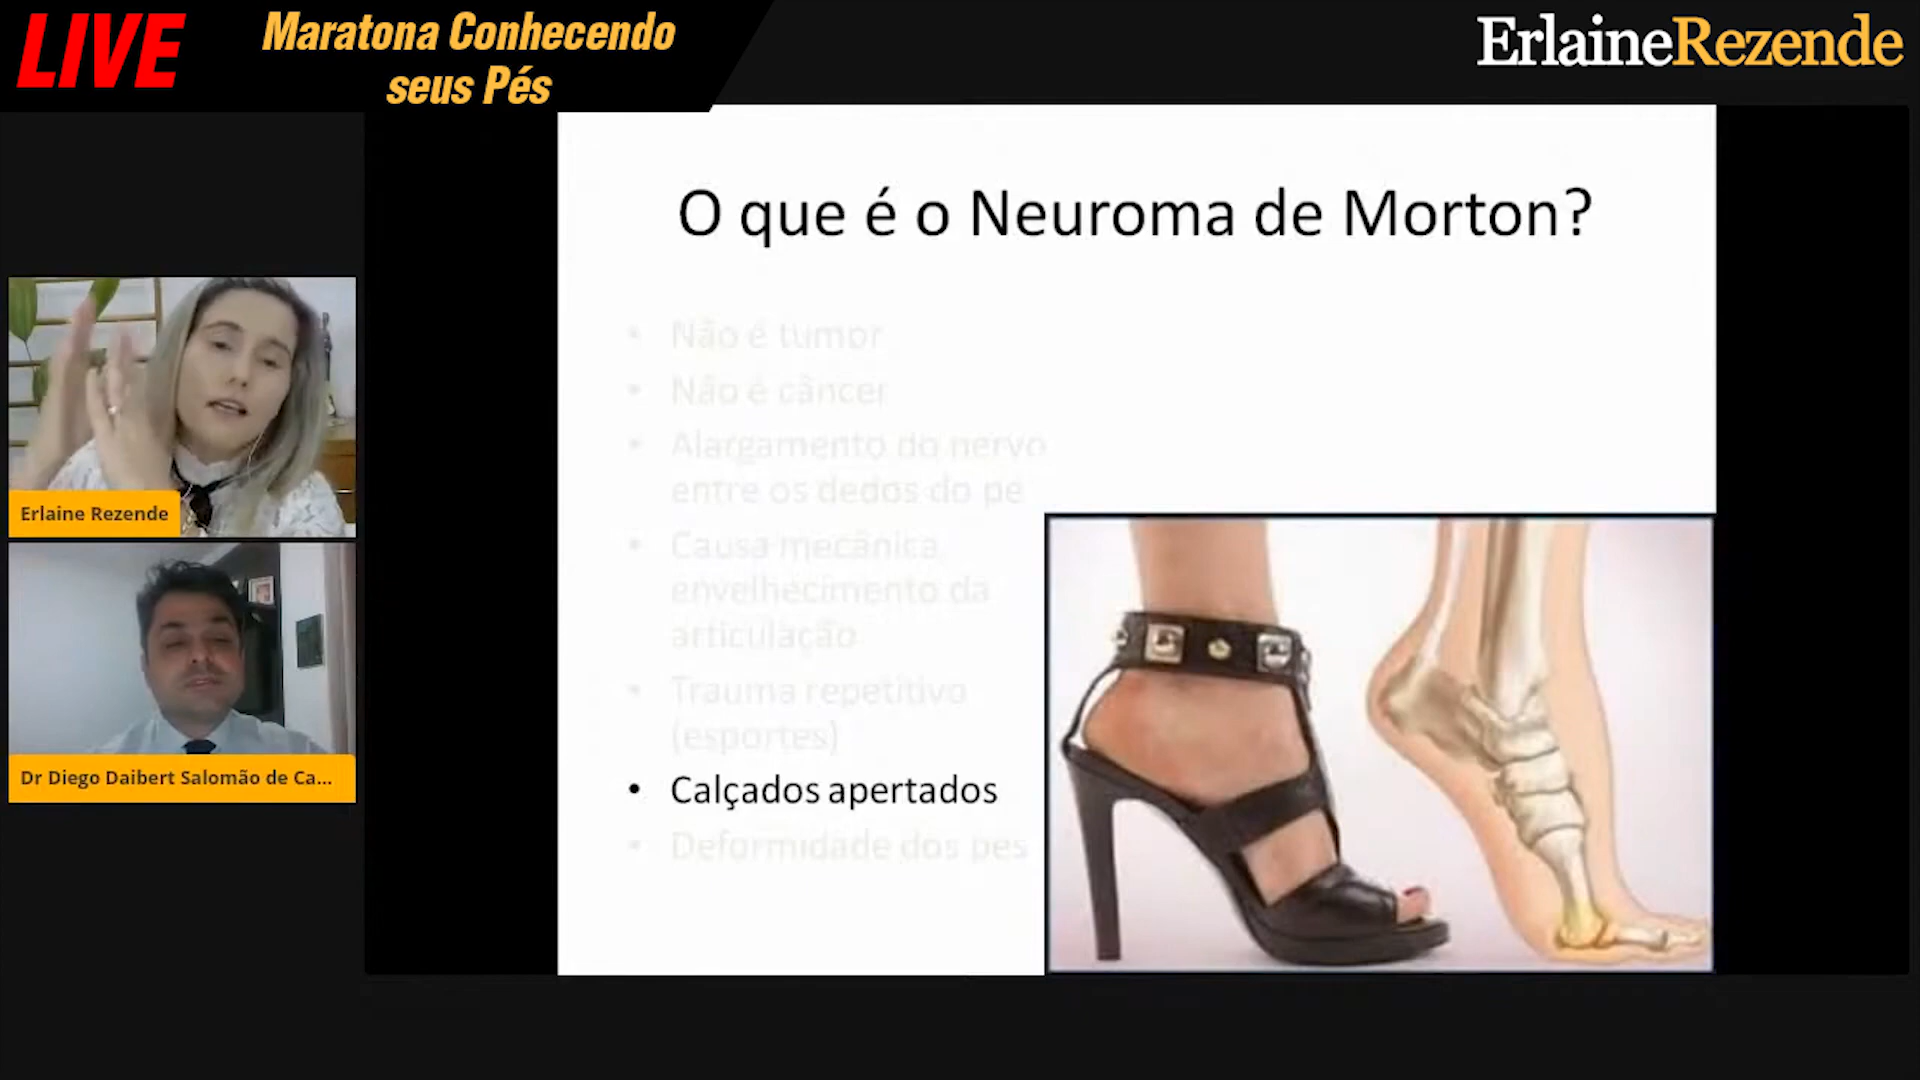 LIVE
Maratona Conhecendo
seus Pés
ErlaineRezende
O que é o Neuroma de Morton?
• Não é tumor
• Não é câncer
• Alargamento do nervo
entre os dedos do pe
• Causa mecânica,
envelhecimento da
articulação
• Trauma repetitivo
(esportes)
• Calçados apertados
• Deformidade dos pes
Erlaine Rezende
Dr Diego Daibert Salomão de Ca...